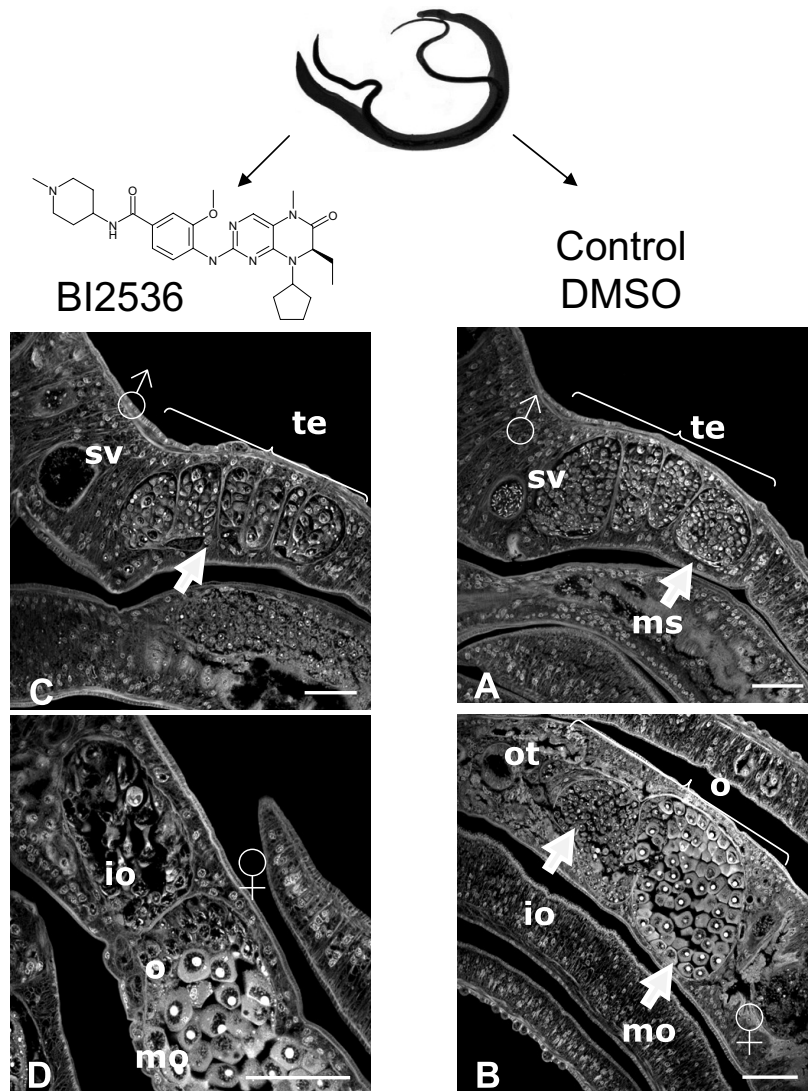 N
O
N
H
O
N
N
N
N
N
O
N
BI2536
Control
DMSO
♂
te
sv
C
♂
te
sv
ms
A
io
♀
o
mo
D
ot
o
io
mo
♀
B